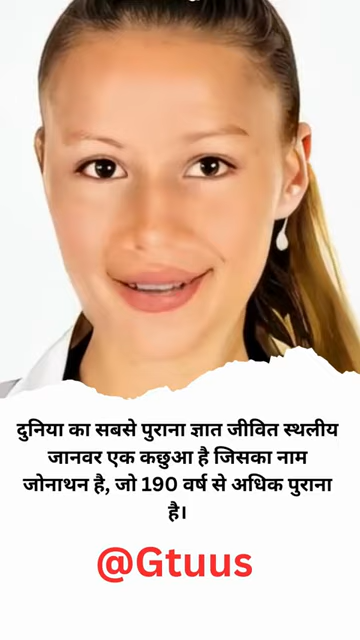 दुनिया का सबसे पुराना ज्ञात जीवित स्थलीय
जानवर एक कछुआ है जिसका नाम
जोनाथन है, जो 190 वर्ष से अधिक पुराना
है।
@Gtuus